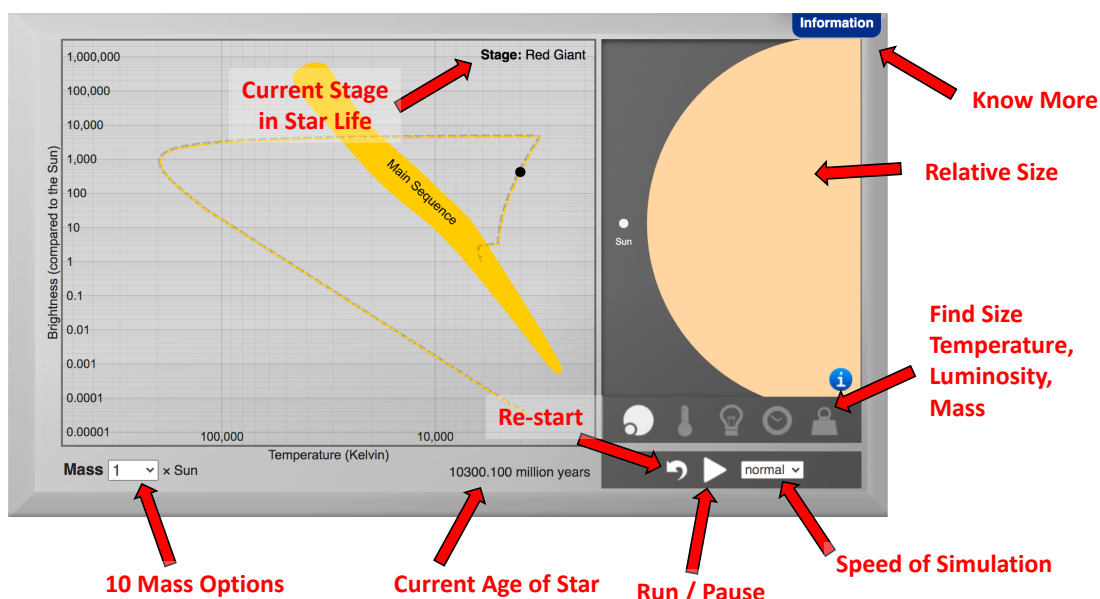 Information
1,000,000
Stage: Red Giant
100,000
Current Stage
in Star Life
Know More
10,000
1,000
Main Sequence
Relative Size
100
10
Sun
1
Brightness (compared to the Sun)
0.1
Find Size
Temperature,
Luminosity,
Mass
0.01
0.001
i
0.0001
Re-start
0.00001
100,000
10,000
Temperature (Kelvin)
Mass 1 × Sun
10300.100 million years
normal
10 Mass Options
Current Age of Star
Run / Pause
Speed of Simulation